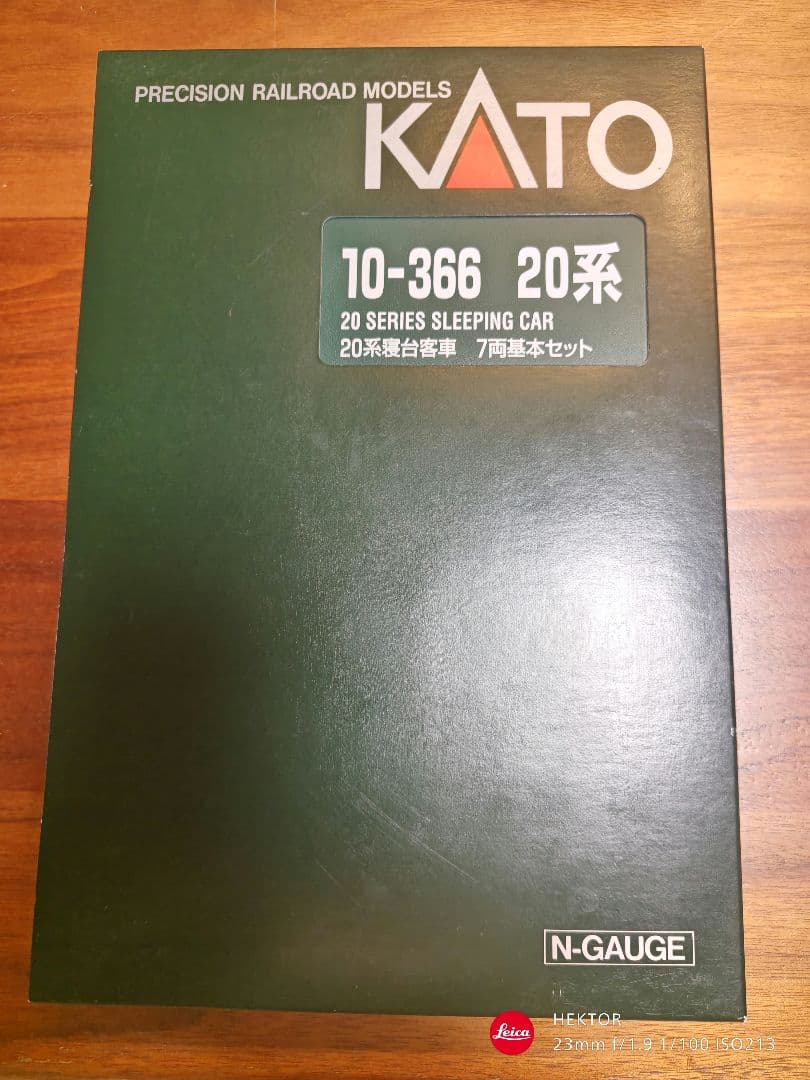 PRECISION RAILROAD MODELS
KATO
10-366 20系
20 SERIES SLEEPING CAR
20系寝台客車 7両基本セット
N-GAUGE
Leica
HEKTOR
23mm f/1.9 1/100 ISO213